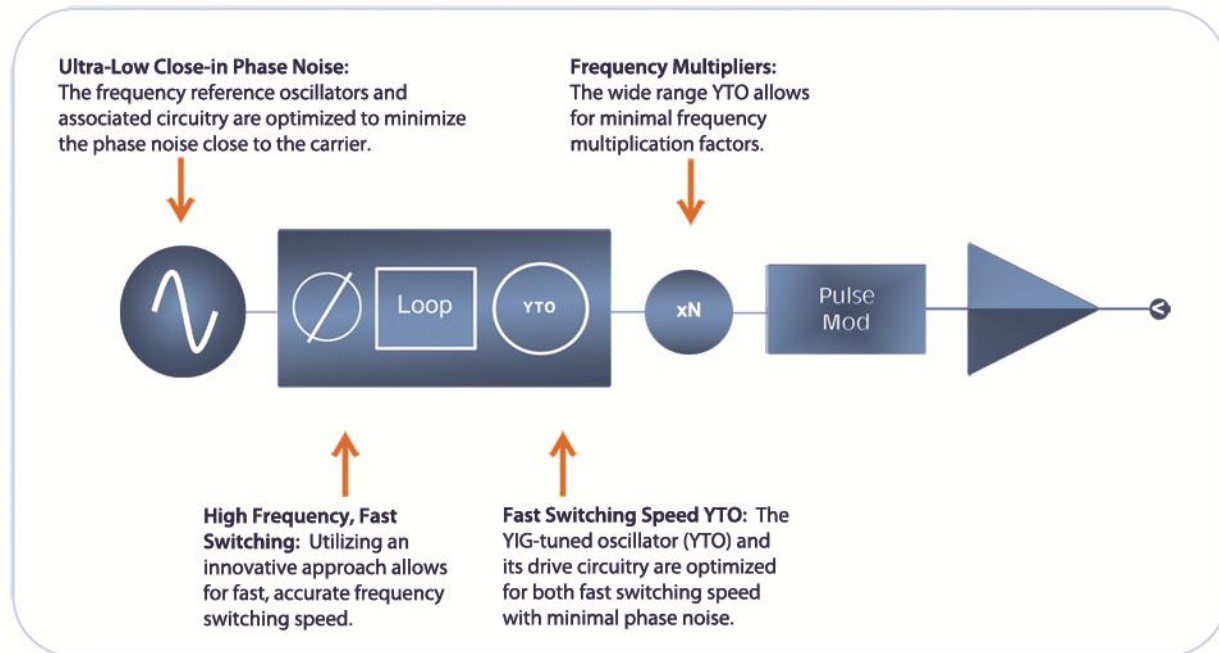 Ultra-Low Close-in Phase Noise:
The frequency reference oscillators and
associated circuitry are optimized to minimize
the phase noise close to the carrier.
Frequency Multipliers:
The wide range YTO allows
for minimal frequency
multiplication factors.
Loop
YTO
xN
Pulse
Mod
High Frequency, Fast
Switching: Utilizing an
innovative approach allows
for fast, accurate frequency
switching speed.
Fast Switching Speed YTO: The
YIG-tuned oscillator (YTO) and
its drive circuitry are optimized
for both fast switching speed
with minimal phase noise.